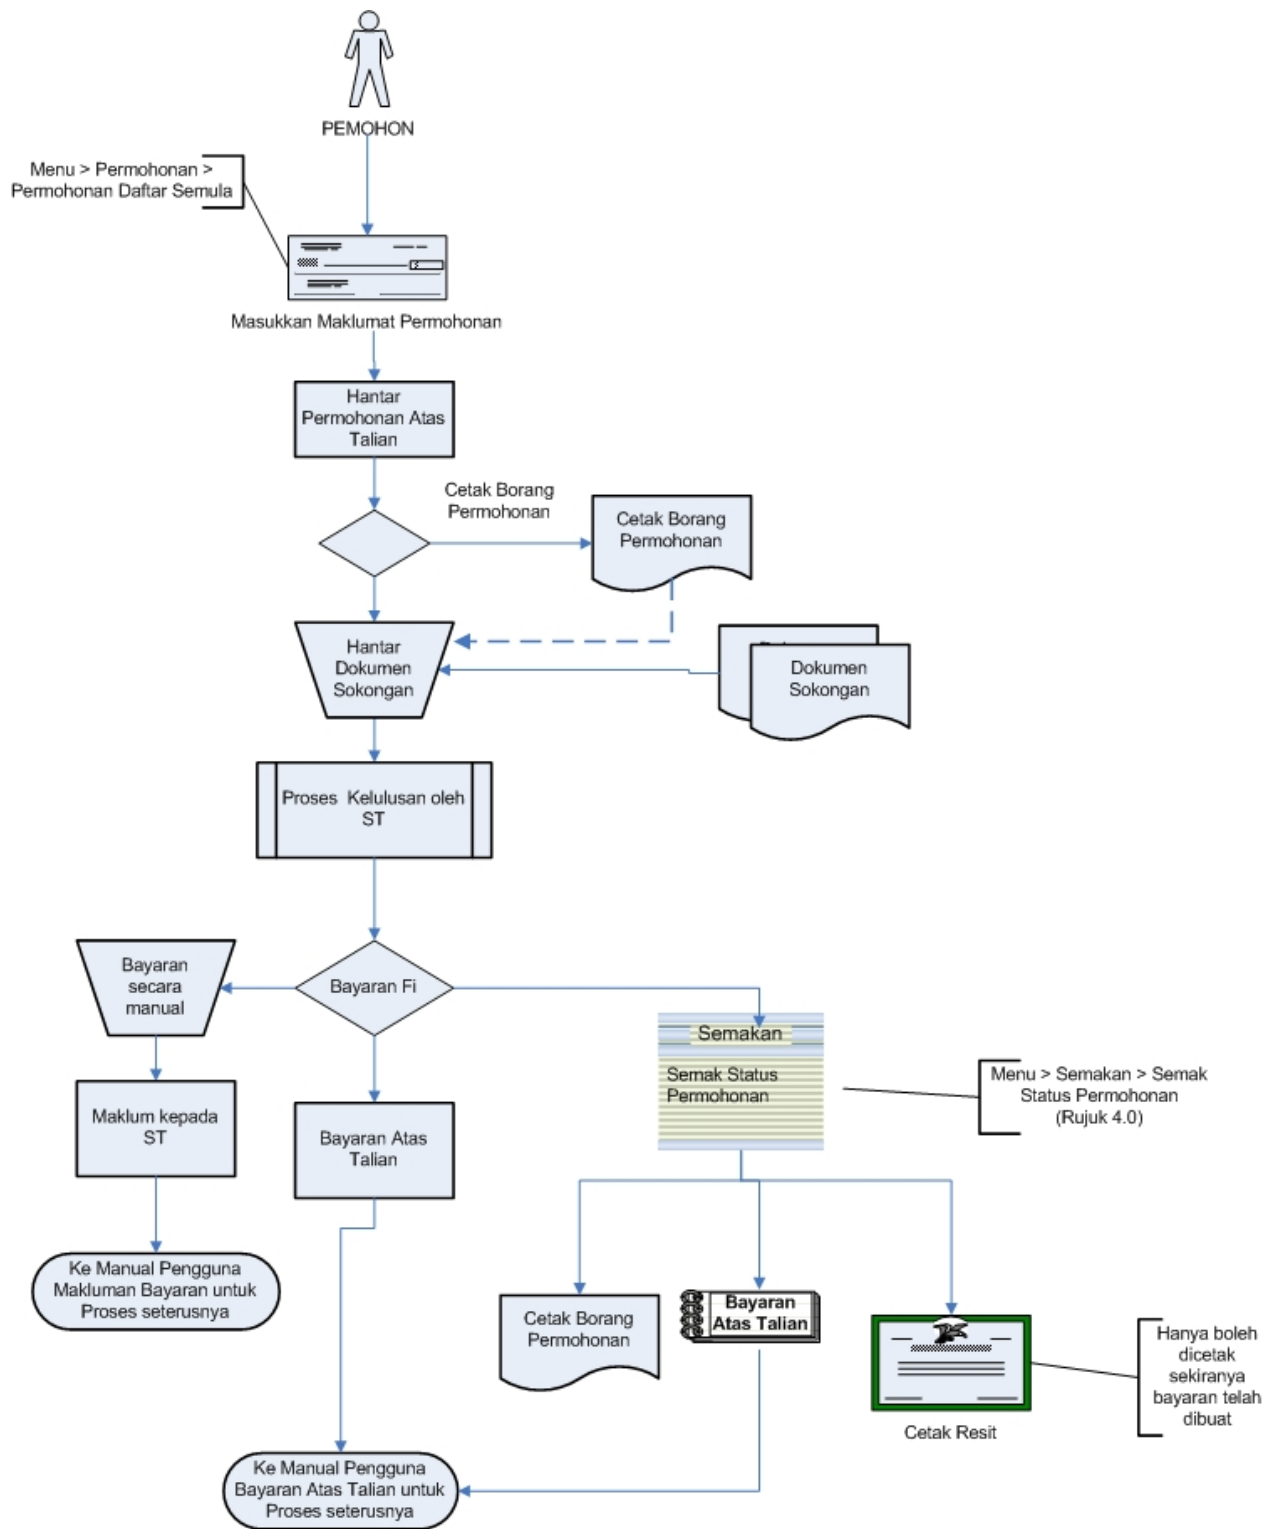 PEMOHON
Menu > Permohonan >
Permohonan Daftar Semula
Masukkan Maklumat Permohonan
Hantar
Permohonan Atas
Talian
Cetak Borang
Permohonan
Cetak Borang
Permohonan
Hantar
Dokumen
Sokongan
Dokumen
Sokongan
Proses Kelulusan oleh
ST
Bayaran
secara
manual
Bayaran Fi
Semakan
Semak Status
Permohonan
Menu > Semakan > Semak
Status Permohonan
(Rujuk 4.0)
Maklum kepada
ST
Bayaran Atas
Talian
Ke Manual Pengguna
Makluman Bayaran untuk
Proses seterusnya
Cetak Borang
Permohonan
Bayaran
Atas Talian
Cetak Resit
Hanya boleh
dicetak
sekiranya
bayaran telah
dibuat
Ke Manual Pengguna
Bayaran Atas Talian untuk
Proses seterusnya